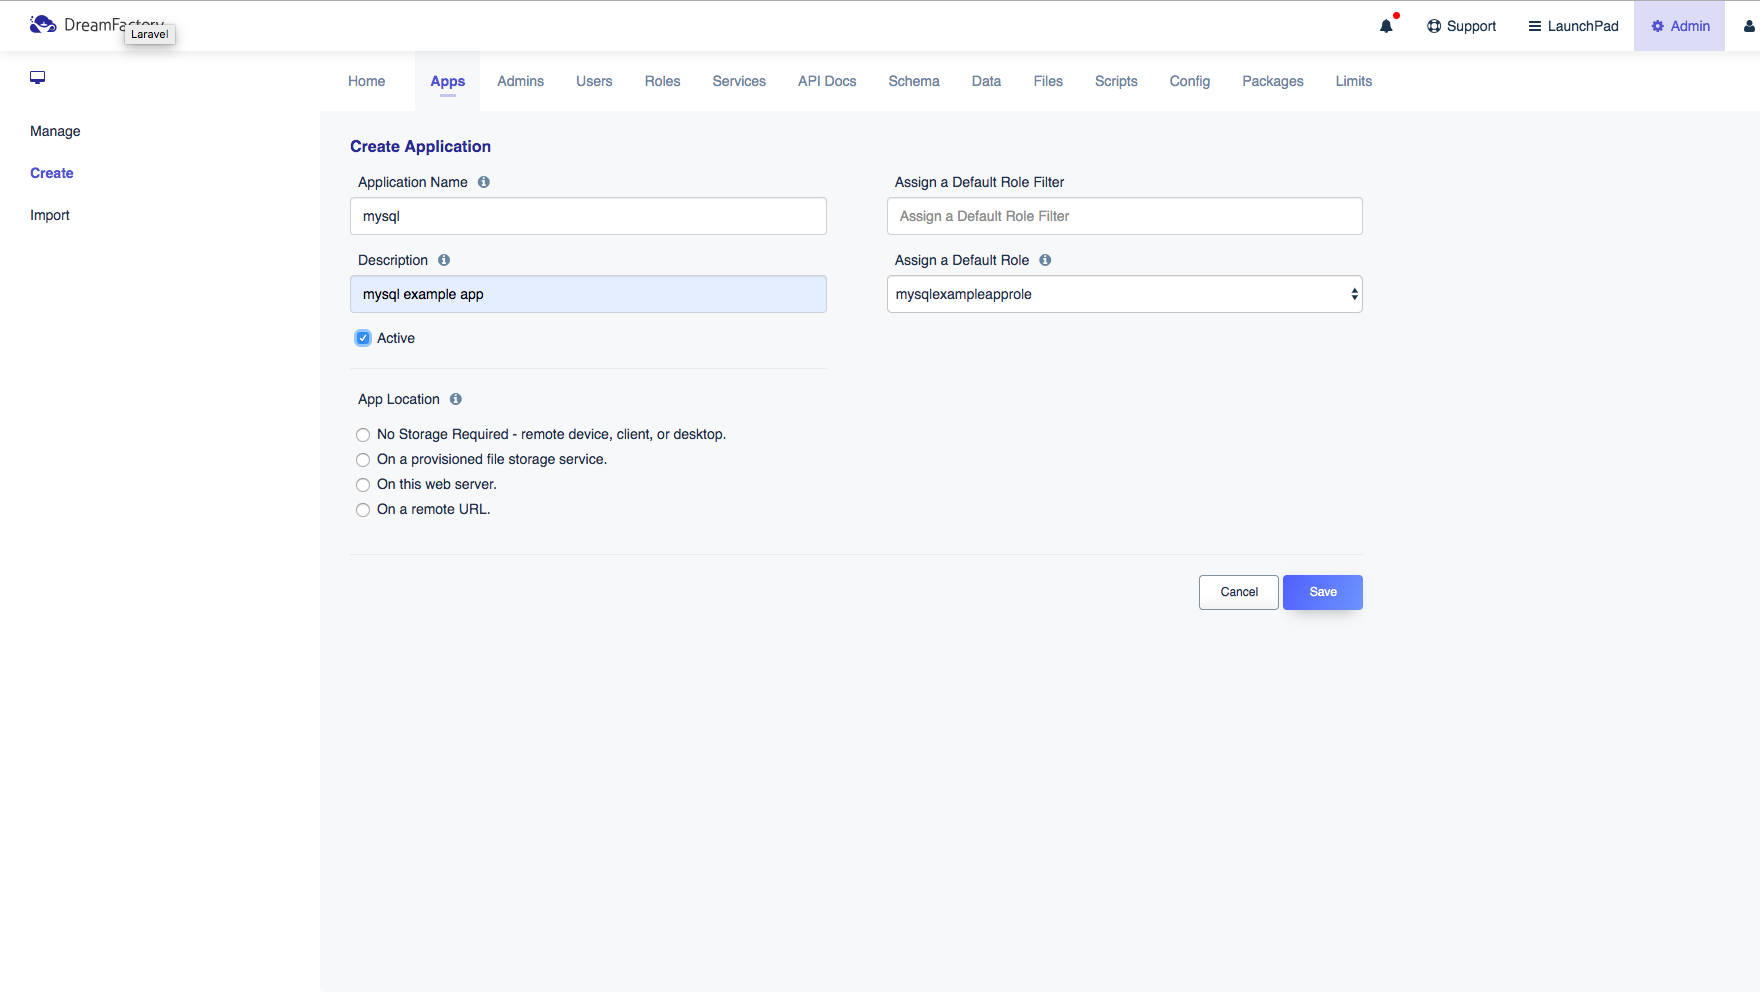 DreamFactory
Laravel
Support
LaunchPad
Admin
Home
Apps
Admins
Users
Roles
Services
API Docs
Schema
Data
Files
Scripts
Config
Packages
Limits
Manage
Create
Import
Create Application
Application Name
mysql
Assign a Default Role Filter
Assign a Default Role Filter
Description
mysql example app
Assign a Default Role
mysqlexampleapprole
Active
App Location
No Storage Required - remote device, client, or desktop.
On a provisioned file storage service.
On this web server.
On a remote URL.
Cancel
Save